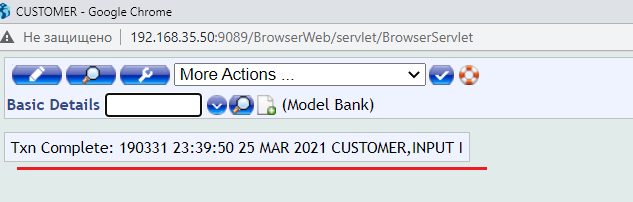 CUSTOMER - Google Chrome
Не защищено | 192.168.35.50:9089/BrowserWeb/servlet/BrowserServlet
More Actions ...
Basic Details (Model Bank)
Txn Complete: 190331 23:39:50 25 MAR 2021 CUSTOMER,INPUT I